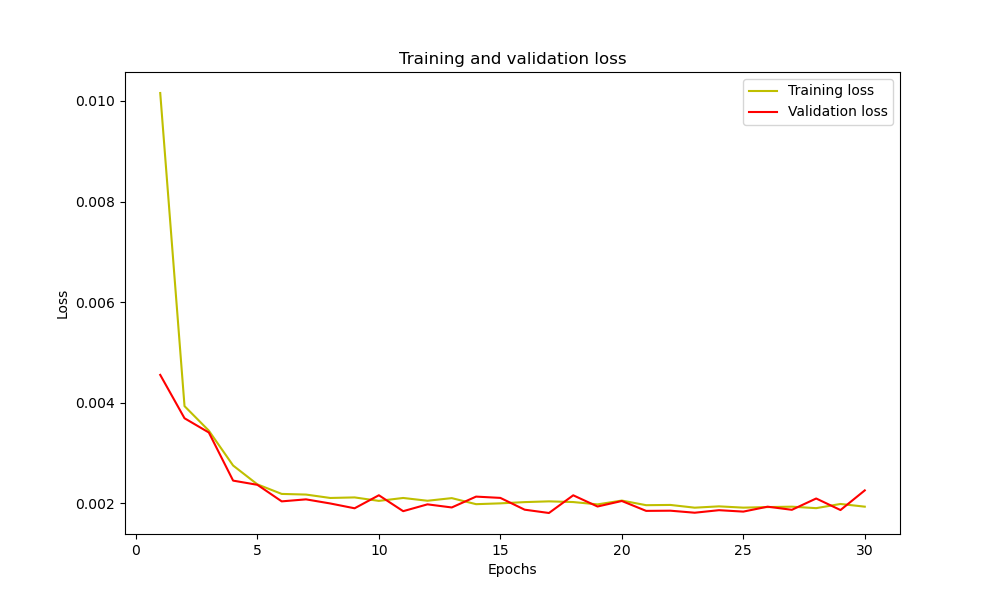 Training and validation loss
Training loss
Validation loss
0.010
0.008
0.006
0.004
0.002
Loss
0
5
10
15
20
25
30
Epochs